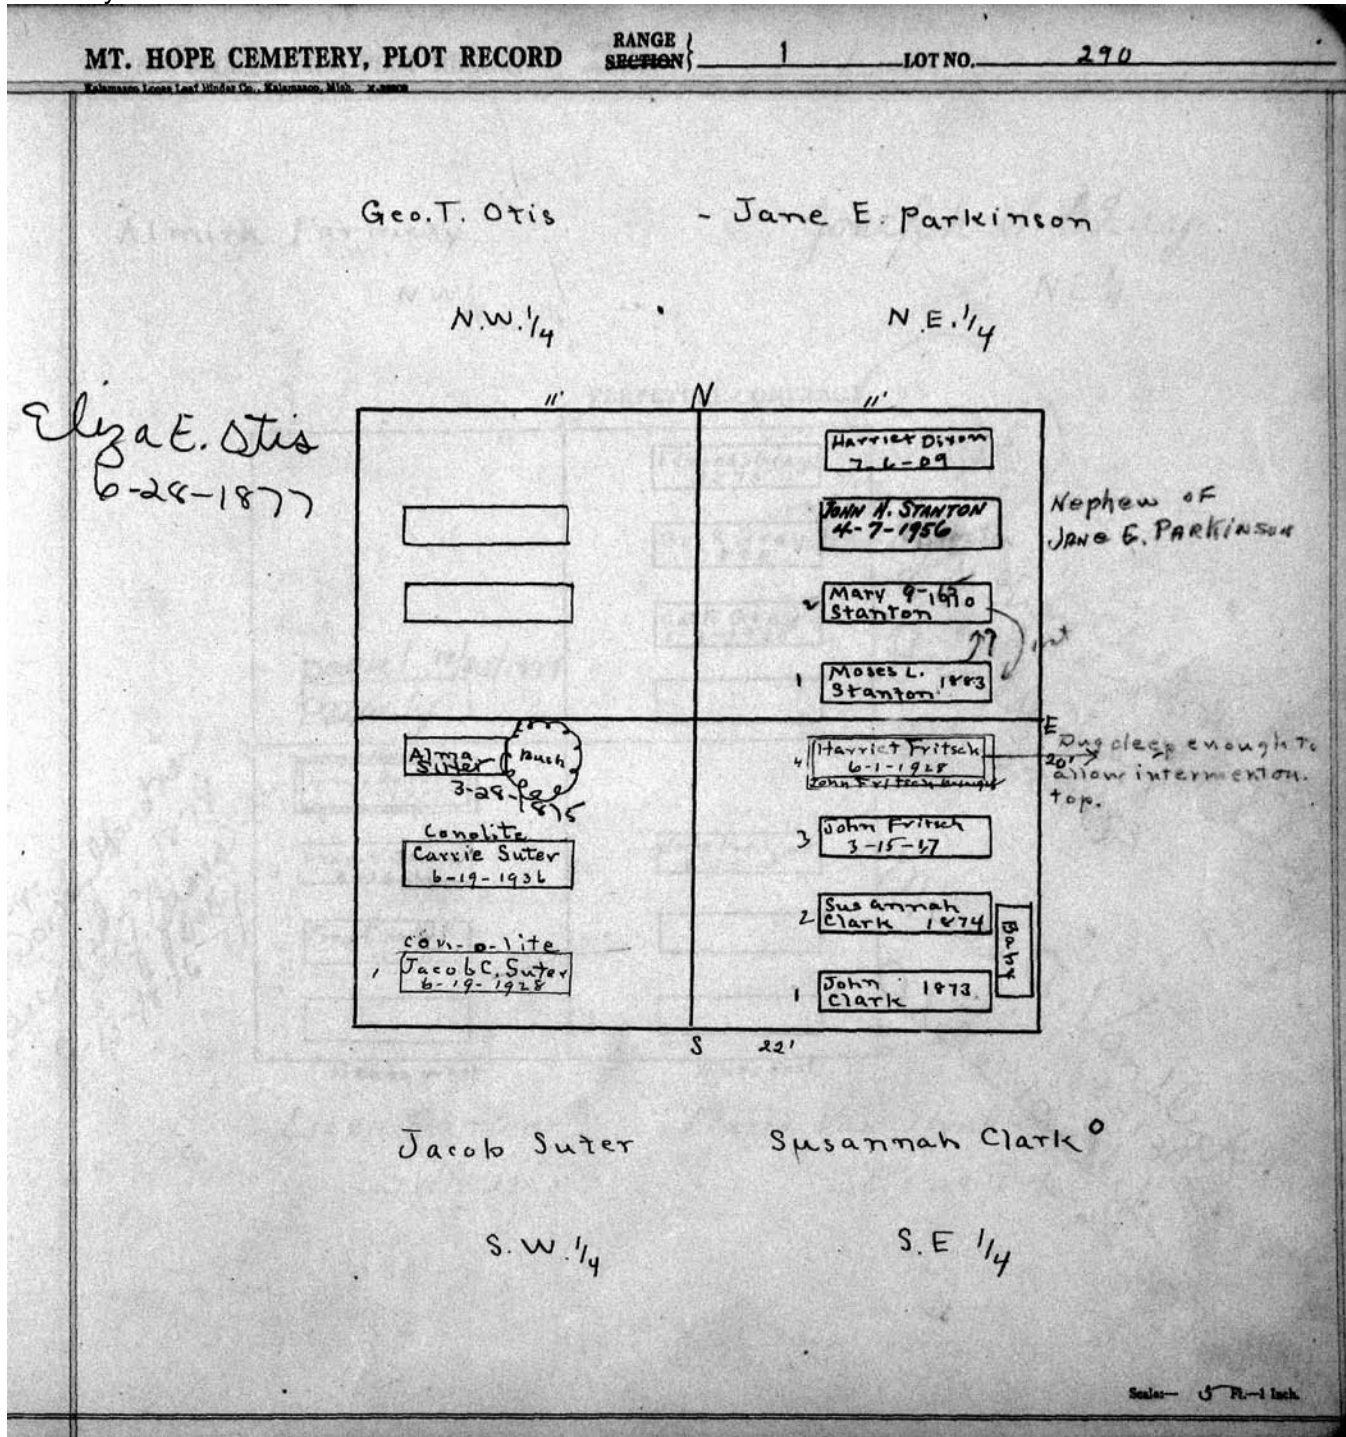 MT. HOPE CEMETERY, PLOT RECORD
RANGE
SECTION
1
LOT NO. 290
Kalamazoo Loose Leaf Binder Co., Kalamazoo, Mich.
Geo. T. Otis - Jane E. Parkinson
N.W. 1/4
N.E. 1/4
11' N 11'
Eliza E. Otis
6-28-1877
Harriet Dixon
7-6-09
JOHN H. STANTON
4-7-1956
Nephew OF
JANE E. PARKINSON
2 Mary 9-16-10
Stanton
1 Moses L.
Stanton 1883
E
Alma
Suter
Bush
3-28-1875
4 Harriet Fritsch
6-1-1928
John Fritsch
20'
Dug deep enough to
allow interment on
top.
Conolite
Carrie Suter
6-19-1936
3 John Fritsch
3-15-17
2 Susannah
Clark 1874
Baby
con-o-lite
1 Jacob C. Suter
6-19-1928
1 John
Clark 1873
S 22'
Jacob Suter
Susannah Clark
S.W. 1/4
S.E 1/4
Scale:— 5 Ft.—1 Inch.